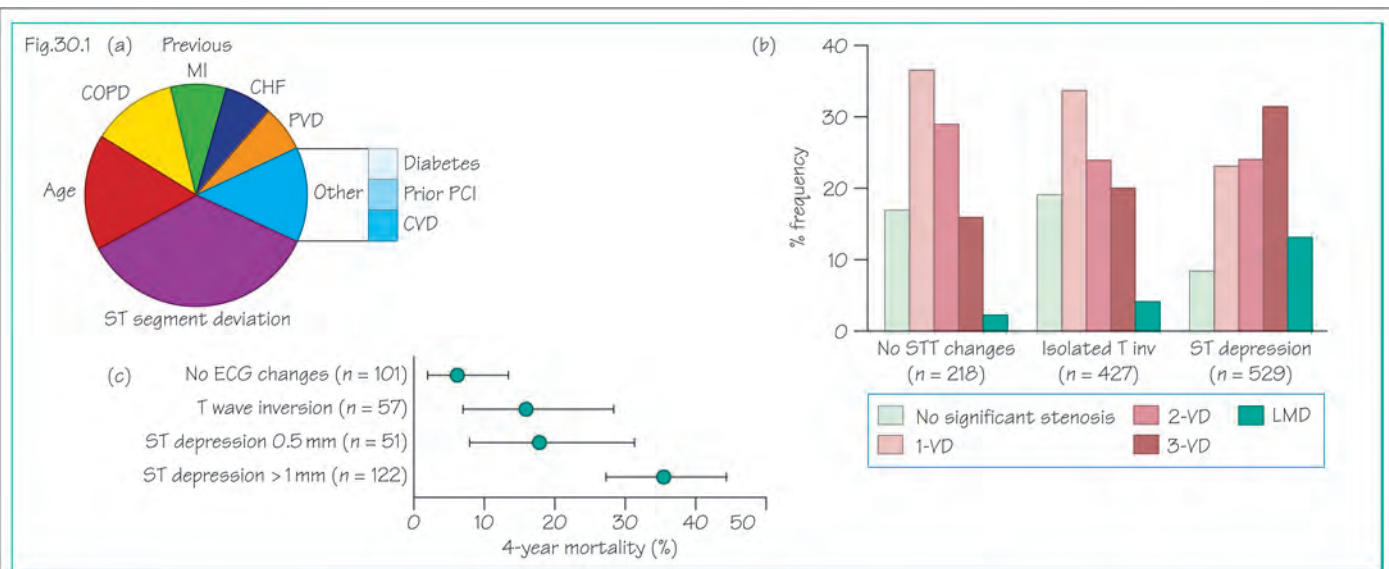 Fig.30.1 (a)
Previous
MI
COPD
CHF
PVD
Age
Other
Diabetes
Prior PCI
CVD
ST segment deviation
(b)
% frequency
40
30
20
10
0
No STT changes
(n = 218)
Isolated T inv
(n = 427)
ST depression
(n = 529)
No significant stenosis
1-VD
2-VD
3-VD
LMD
(c)
No ECG changes (n = 101)
T wave inversion (n = 57)
ST depression 0.5 mm (n = 51)
ST depression > 1 mm (n = 122)
0 10 20 30 40 50
4-year mortality (%)